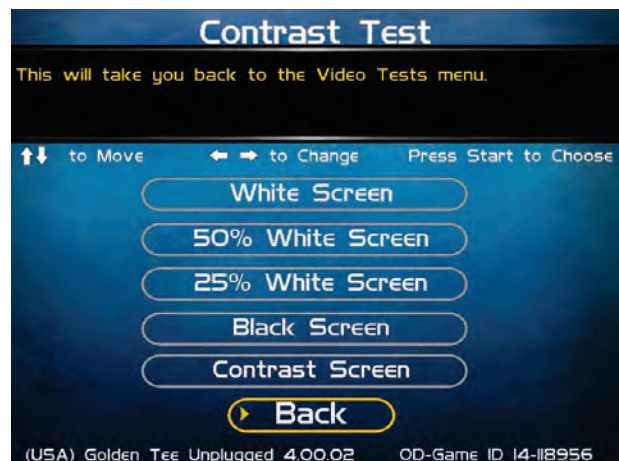 Contrast Test
This will take you back to the Video Tests menu.
to Move to Change Press Start to Choose
White Screen
50% White Screen
25% White Screen
Black Screen
Contrast Screen
Back
(USA) Golden Tee Unplugged 4.00.02 OD-Game ID 14-118956